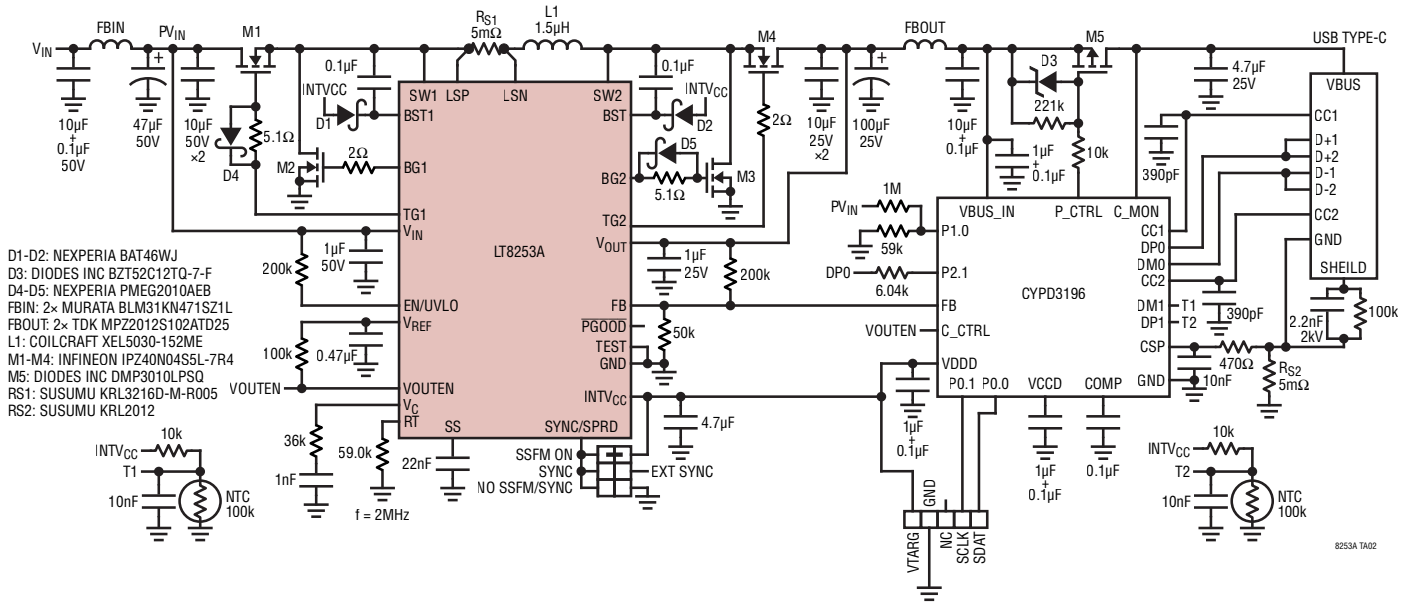 FBIN
PVIN
M1
RS1
5mΩ
L1
1.5µH
M4
FBOUT
M5
USB TYPE-C
VIN
10µF
+
0.1µF
50V
+
47µF
50V
10µF
50V
×2
0.1µF
INTVCC
D1
SW1
LSP
LSN
SW2
BST1
BST
0.1µF
INTVCC
D2
2Ω
10µF
25V
×2
+
100µF
25V
10µF
+
0.1µF
D3
221k
10k
1µF
+
0.1µF
4.7µF
25V
390pF
VBUS
CC1
D+1
D+2
D-1
D-2
CC2
GND
SHEILD
5.1Ω
D4
M2
2Ω
BG1
BG2
D5
5.1Ω
M3
TG1
TG2
VIN
VOUT
LT8253A
200k
1µF
50V
1µF
25V
200k
EN/UVLO
FB
VREF
PGOOD
TEST
GND
50k
100k
0.47µF
VOUTEN
VOUTEN
VC
RT
SS
SYNC/SPRD
INTVCC
4.7µF
36k
1nF
59.0k
f = 2MHz
22nF
SSFM ON
SYNC
NO SSFM/SYNC
EXT SYNC
PVIN
1M
59k
DP0
6.04k
VOUTEN
VBUS_IN
P_CTRL
C_MON
P1.0
P2.1
FB
C_CTRL
VDDD
P0.1
P0.0
VCCD
COMP
CYPD3196
CC1
DP0
DM0
CC2
DM1
DP1
CSP
GND
T1
T2
390pF
2.2nF
2kV
100k
470Ω
10nF
RS2
5mΩ
1µF
+
0.1µF
1µF
+
0.1µF
0.1µF
VTARG
GND
NC
SCLK
SDAT
D1-D2: NEXPERIA BAT46WJ
D3: DIODES INC BZT52C12TQ-7-F
D4-D5: NEXPERIA PMEG2010AEB
FBIN: 2× MURATA BLM31KN471SZ1L
FBOUT: 2× TDK MPZ2012S102ATD25
L1: COILCRAFT XEL5030-152ME
M1-M4: INFINEON IPZ40N04S5L-7R4
M5: DIODES INC DMP3010LPSQ
RS1: SUSUMU KRL3216D-M-R005
RS2: SUSUMU KRL2012
INTVCC
10k
T1
10nF
NTC
100k
INTVCC
10k
T2
10nF
NTC
100k
8253A TA02